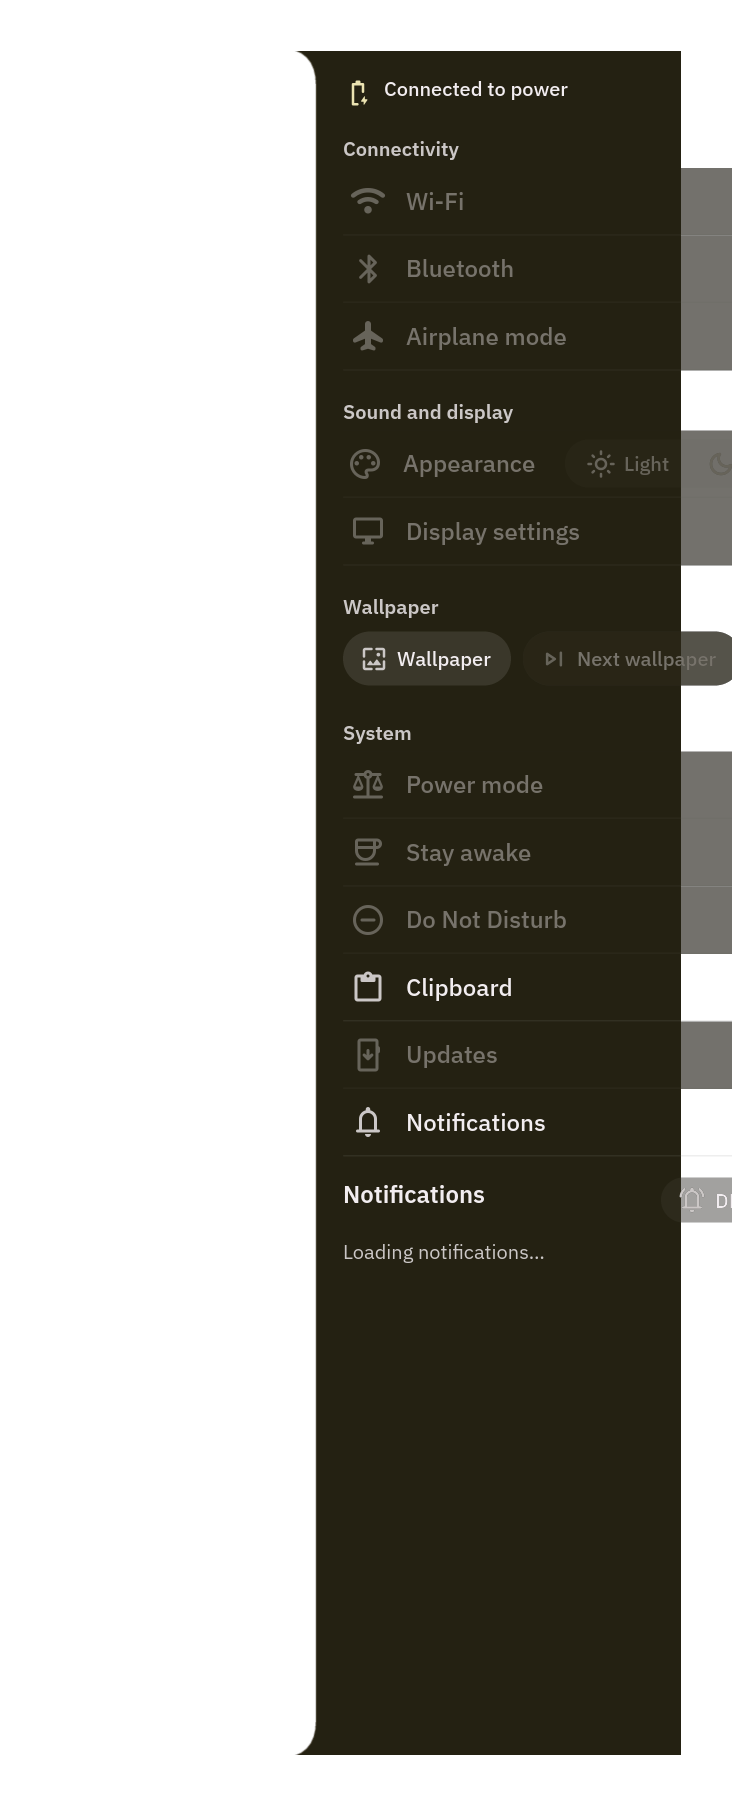 Connected to power
Connectivity
Wi-Fi
Bluetooth
Airplane mode
Sound and display
Appearance
Light
Display settings
Wallpaper
Wallpaper
Next wallpaper
System
Power mode
Stay awake
Do Not Disturb
Clipboard
Updates
Notifications
Notifications
Loading notifications...